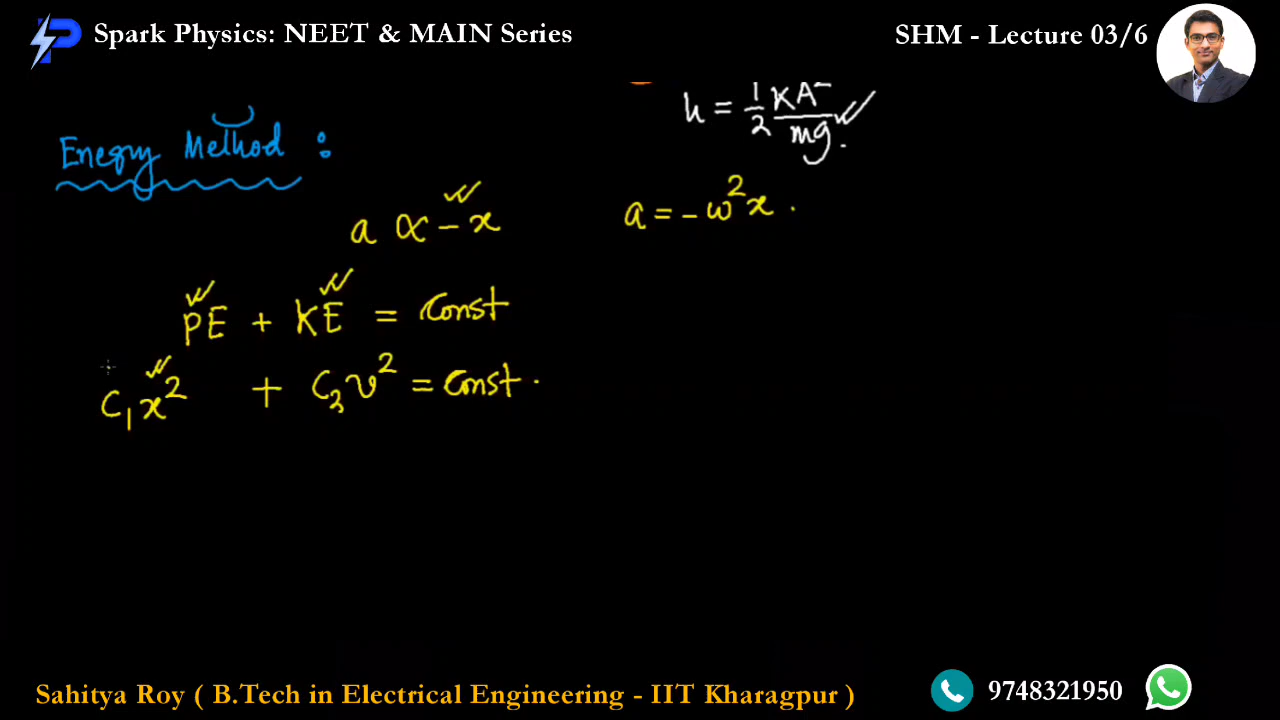 Spark Physics: NEET & MAIN Series
SHM - Lecture 03/6
h = 1/2 KA²/mg.
Energy Method :
a ∝ - x
a = - ω²x .
PE + KE = Const
C₁x² + C₃v² = Const .
Sahitya Roy ( B.Tech in Electrical Engineering - IIT Kharagpur )
9748321950